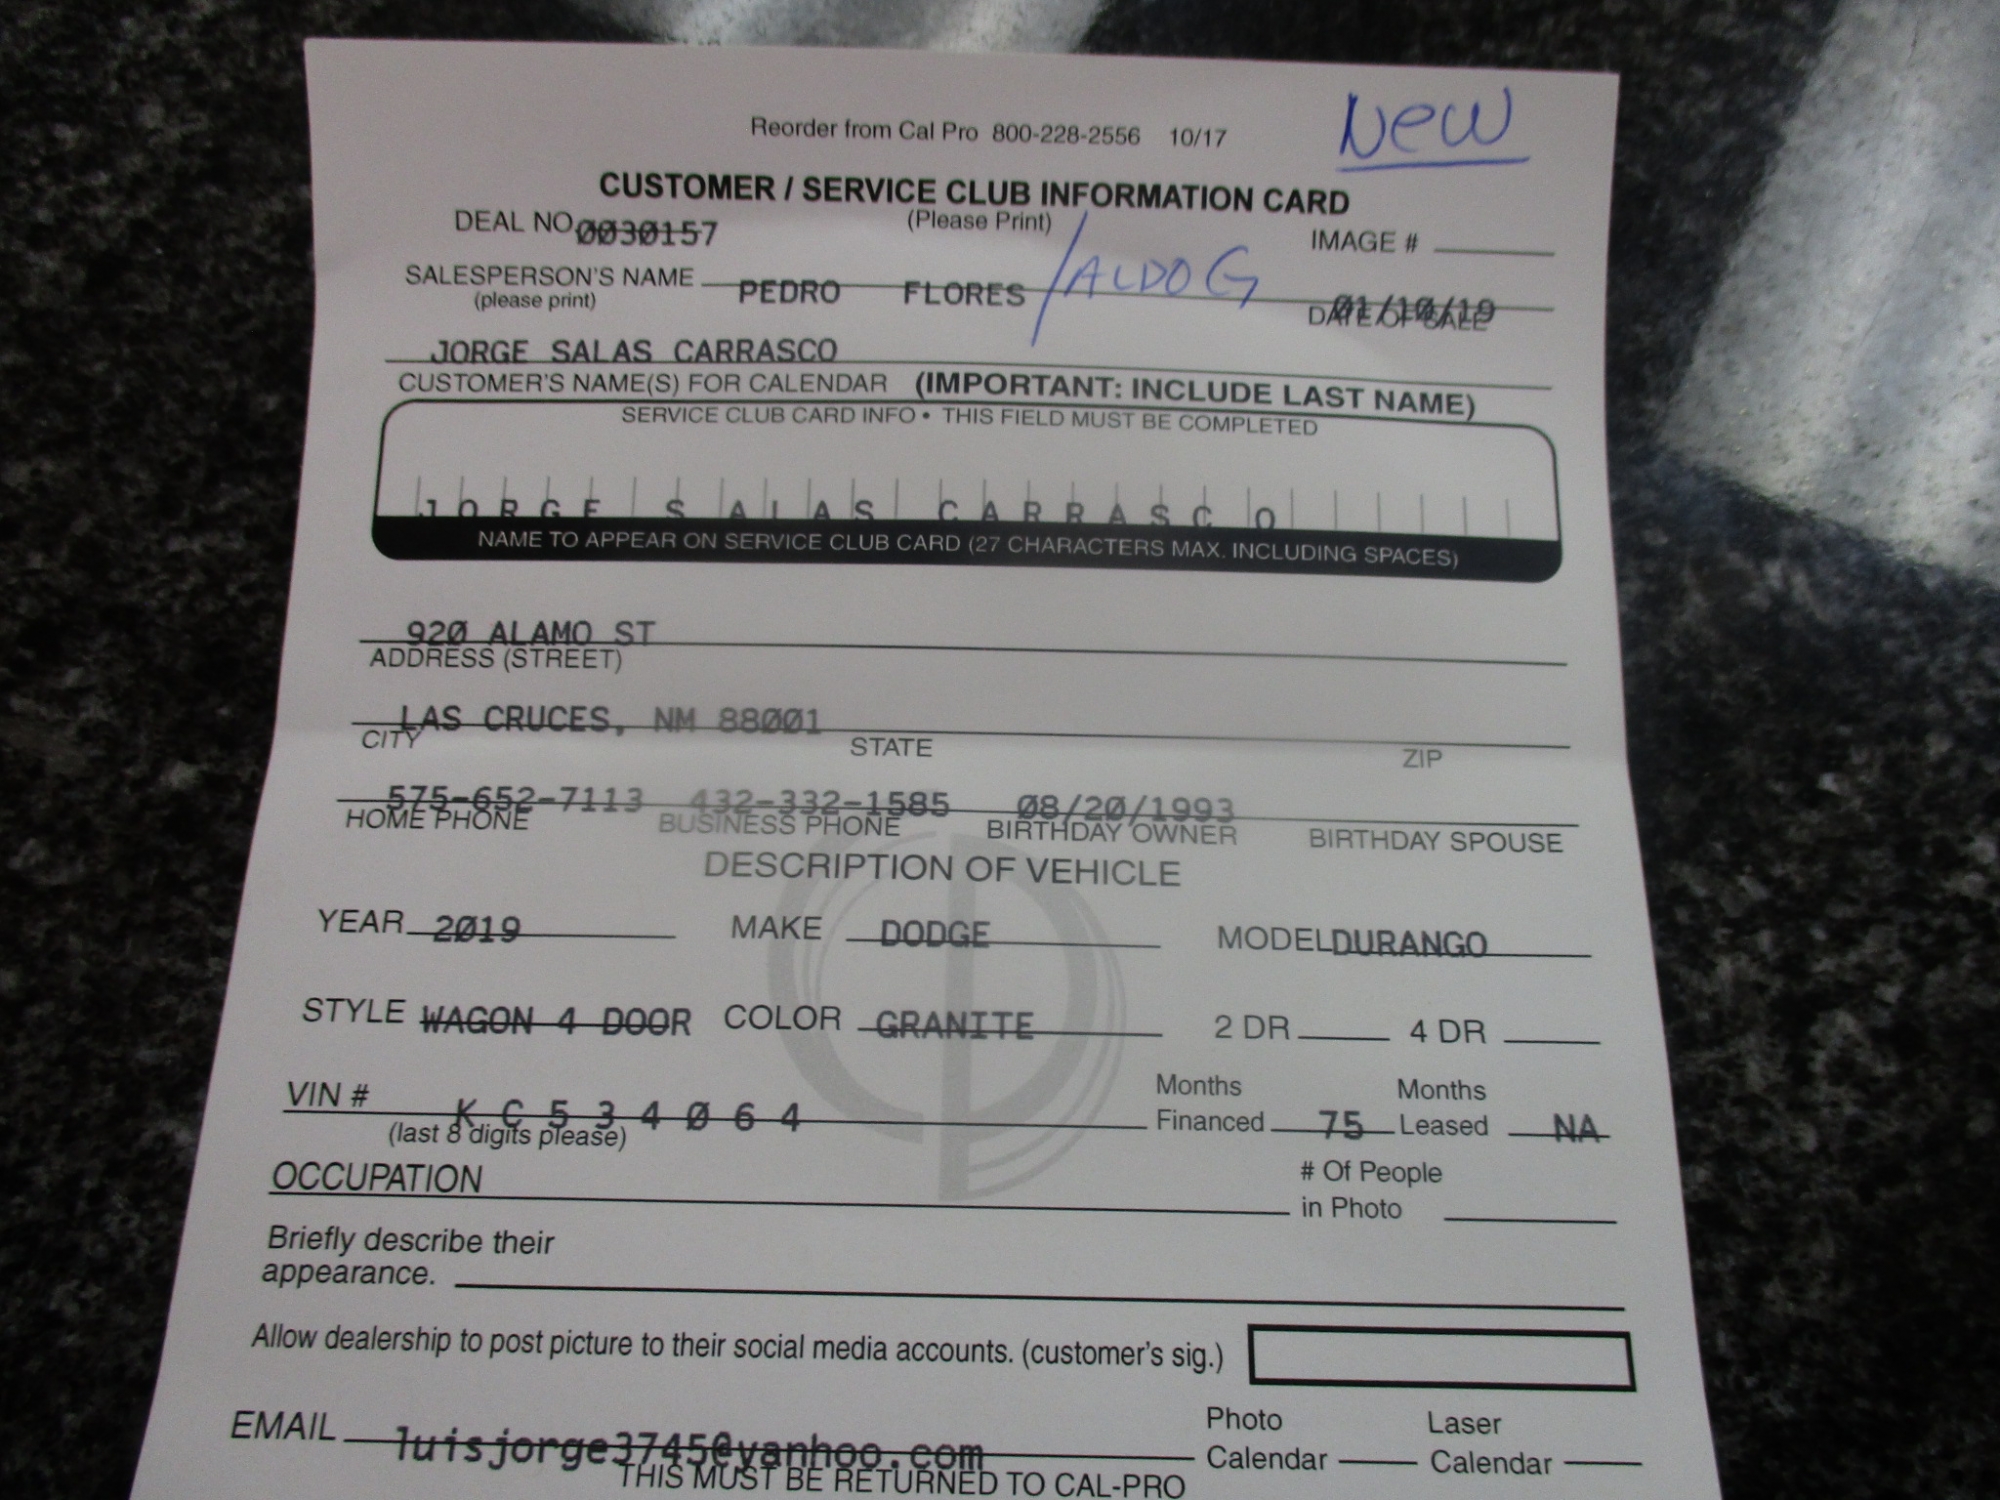 Reorder from Cal Pro 800-228-2556 10/17
New
CUSTOMER / SERVICE CLUB INFORMATION CARD
DEAL NO 0030157 (Please Print) IMAGE #
SALESPERSON'S NAME PEDRO FLORES / ALDO G 01/10/19
(please print) DATE OF SALE
JORGE SALAS CARRASCO
CUSTOMER'S NAME(S) FOR CALENDAR (IMPORTANT: INCLUDE LAST NAME)
SERVICE CLUB CARD INFO • THIS FIELD MUST BE COMPLETED
JORGE SALAS CARRASCO
NAME TO APPEAR ON SERVICE CLUB CARD (27 CHARACTERS MAX. INCLUDING SPACES)
920 ALAMO ST
ADDRESS (STREET)
LAS CRUCES, NM 88001
CITY STATE ZIP
575-652-7113 432-332-1585 08/20/1993
HOME PHONE BUSINESS PHONE BIRTHDAY OWNER BIRTHDAY SPOUSE
DESCRIPTION OF VEHICLE
YEAR 2019 MAKE DODGE MODEL DURANGO
STYLE WAGON 4 DOOR COLOR GRANITE 2 DR 4 DR
Months Months
VIN # K C 5 3 4 0 6 4 Financed 75 Leased NA
(last 8 digits please)
OCCUPATION # Of People
in Photo
Briefly describe their
appearance.
Allow dealership to post picture to their social media accounts. (customer's sig.)
Photo Laser
EMAIL luisjorge3745@yanhoo.com Calendar Calendar
THIS MUST BE RETURNED TO CAL-PRO